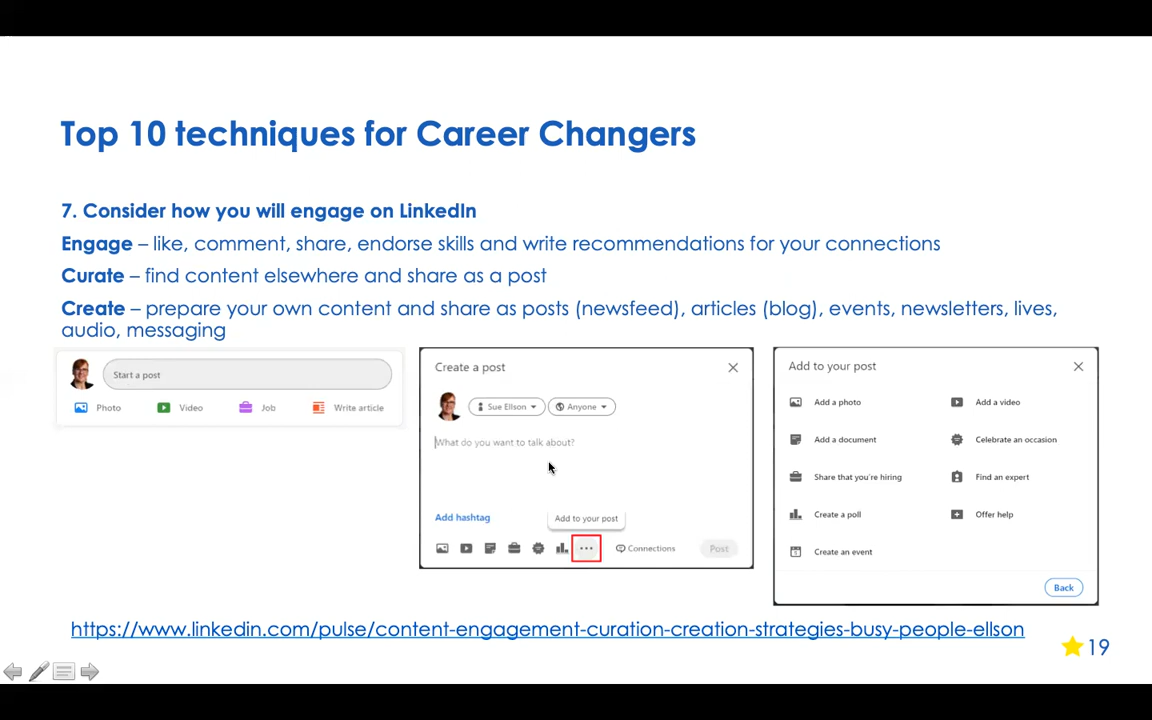 Top 10 techniques for Career Changers
7. Consider how you will engage on LinkedIn
Engage – like, comment, share, endorse skills and write recommendations for your connections
Curate – find content elsewhere and share as a post
Create – prepare your own content and share as posts (newsfeed), articles (blog), events, newsletters, lives,
audio, messaging
Start a post
Photo Video Job Write article
Create a post
Sue Ellson Anyone
What do you want to talk about?
Add hashtag
Add to your post
Connections Post
Add to your post
Add a photo Add a video
Add a document Celebrate an occasion
Share that you're hiring Find an expert
Create a poll Offer help
Create an event
Back
https://www.linkedin.com/pulse/content-engagement-curation-creation-strategies-busy-people-ellson
19